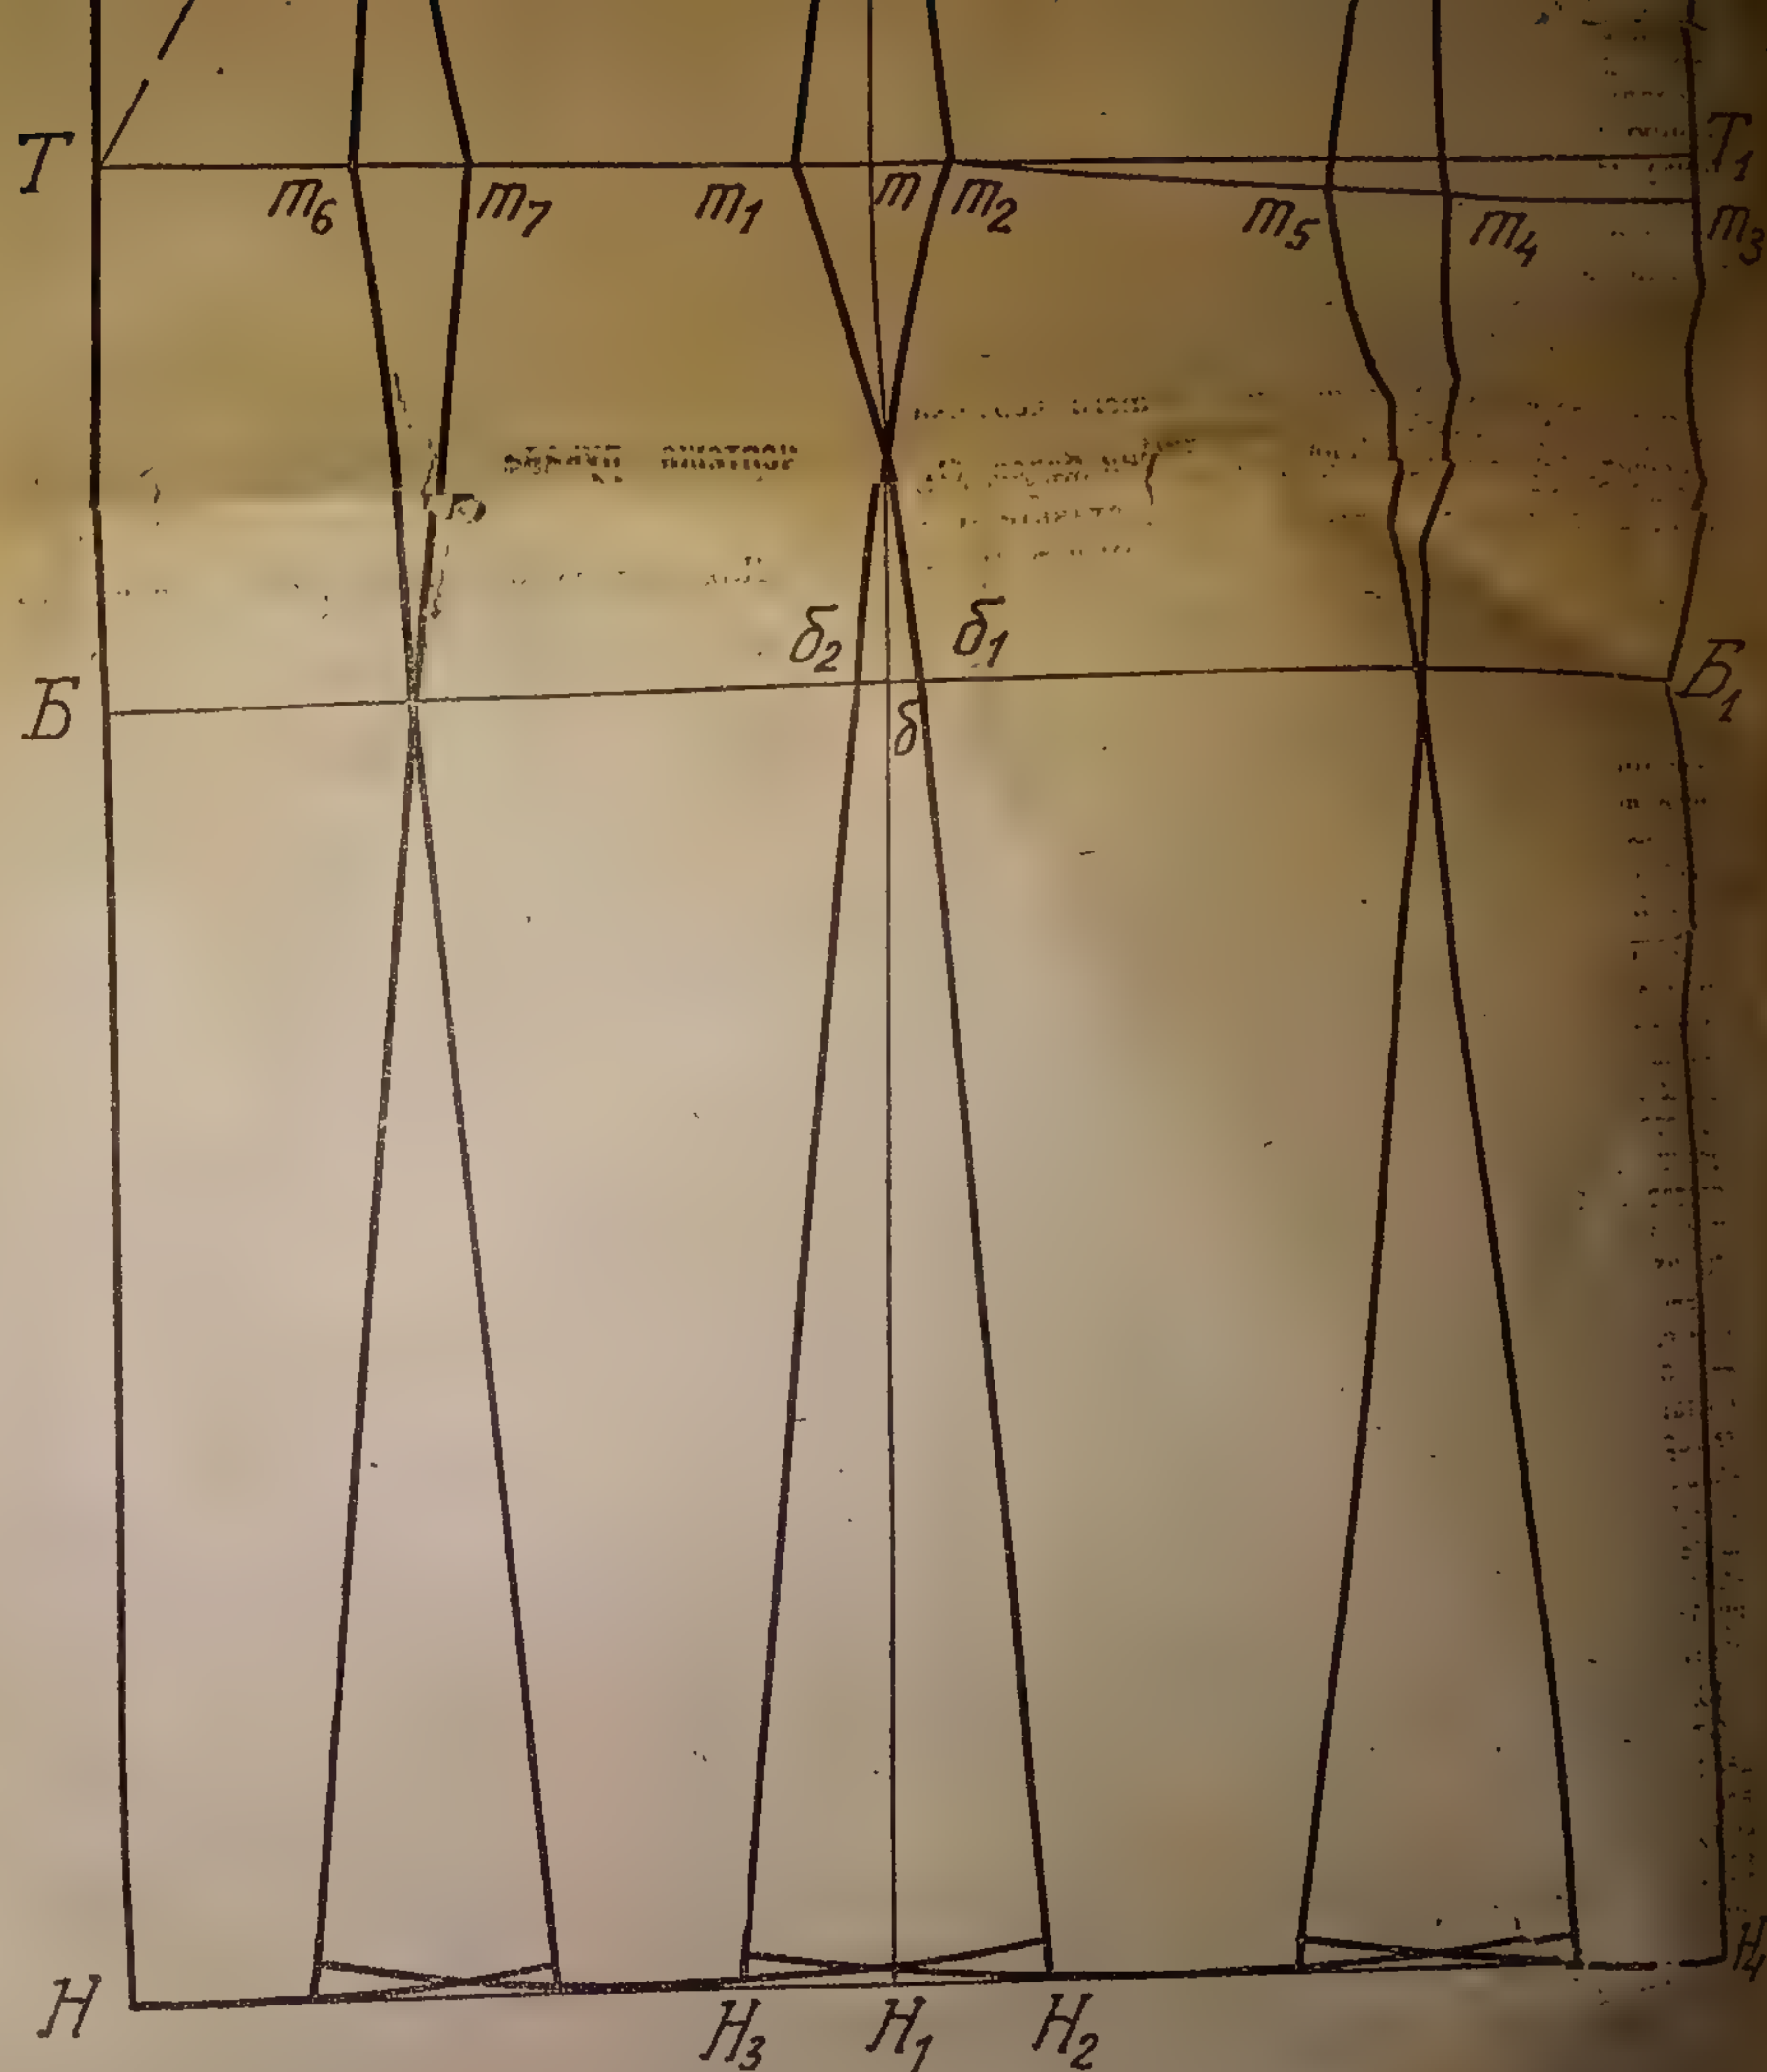 Т Т₁
т₆ т₇ т₁ т т₂ т₅ т₄ т₃
б₂ б₁
Б б Б₁
Н Н₃ Н₁ Н₂ Н₄